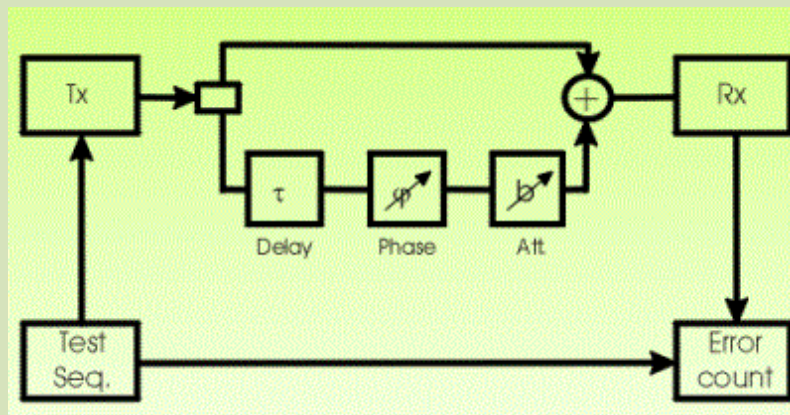 Tx
+
Rx
τ
φ
b
Delay
Phase
Att.
Test
Seq.
Error
count